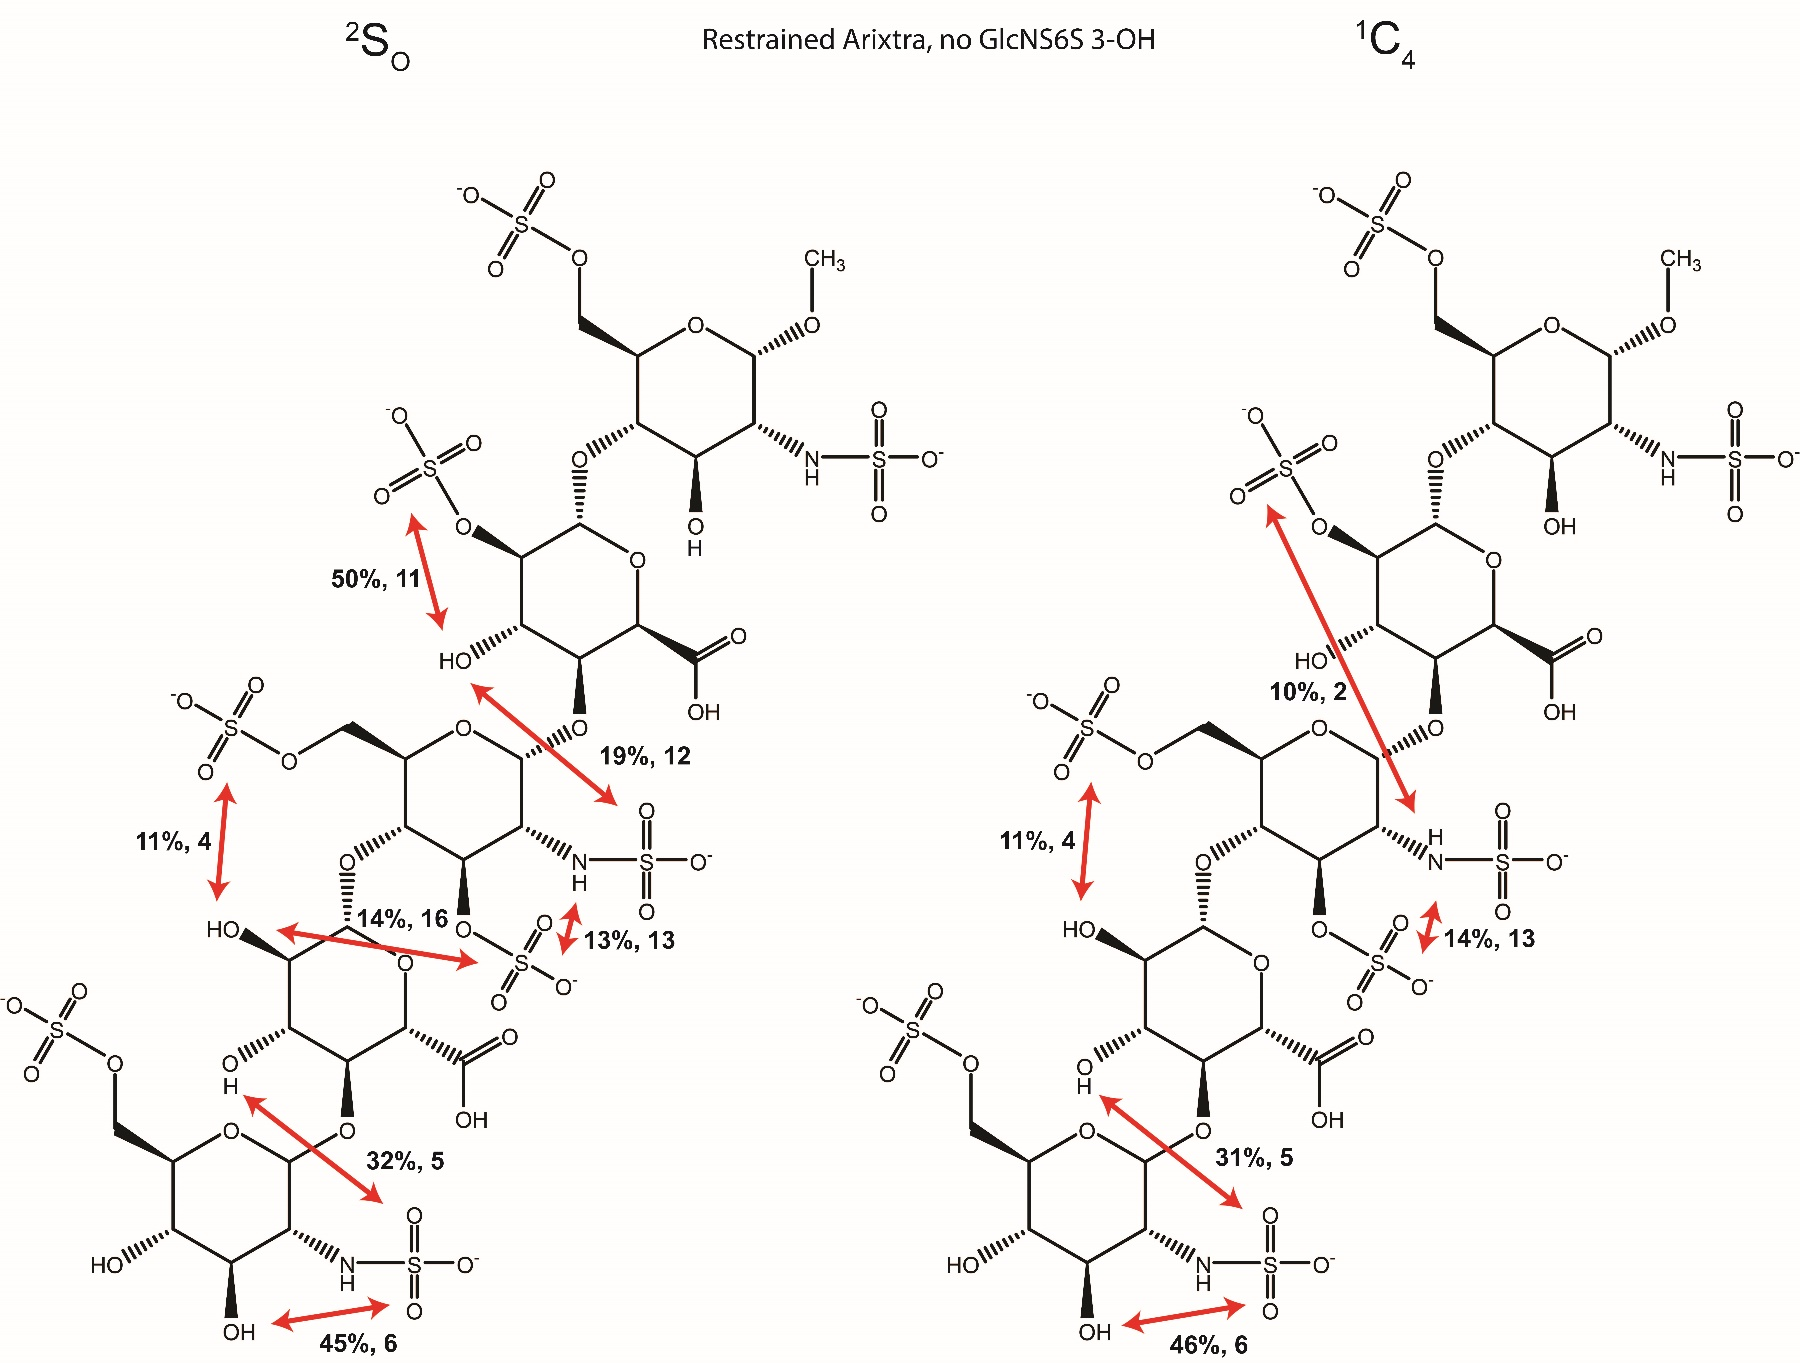 ²S_O
Restrained Arixtra, no GlcNS6S 3-OH
¹C₄
⁻O O
S
O O
CH₃
O O
⁻O O
S
O
O
O
N
H
O
S
O
O⁻
O
H
O
50%, 11
HO
O
OH
⁻O O
S
O O
O
O
19%, 12
11%, 4
O
N
H
O
S
O
O⁻
HO
14%, 16
O
O
S
O
O⁻
13%, 13
O
O
H
O
OH
⁻O O
S
O O
O
O
32%, 5
HO
N
H
O
S
O
O⁻
OH
45%, 6
⁻O O
S
O O
CH₃
O O
⁻O O
S
O
O
O
N
H
O
S
O
O⁻
OH
O
HO
10%, 2
O
OH
⁻O O
S
O O
O
O
11%, 4
O
H
N
O
S
O
O⁻
HO
O
O
S
O
O⁻
14%, 13
O
O
H
O
OH
⁻O O
S
O O
O
O
31%, 5
HO
N
H
O
S
O
O⁻
OH
46%, 6